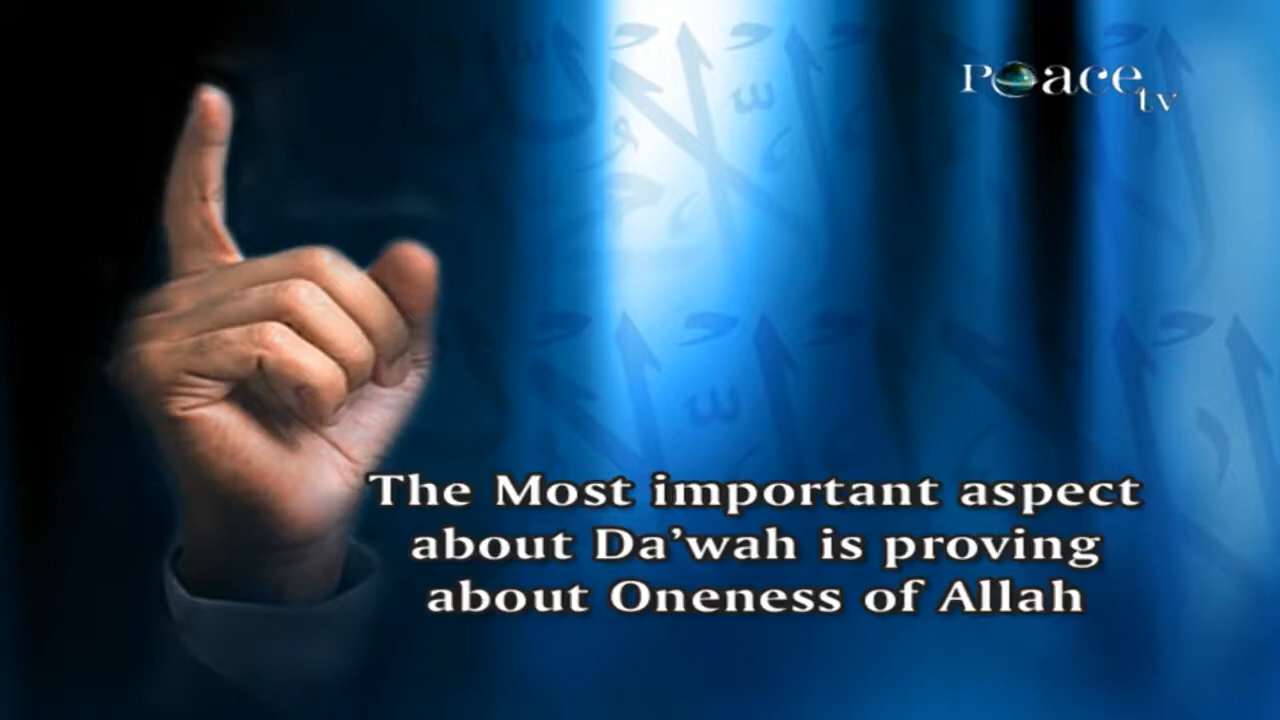 Peace tv
The Most important aspect
about Da'wah is proving
about Oneness of Allah